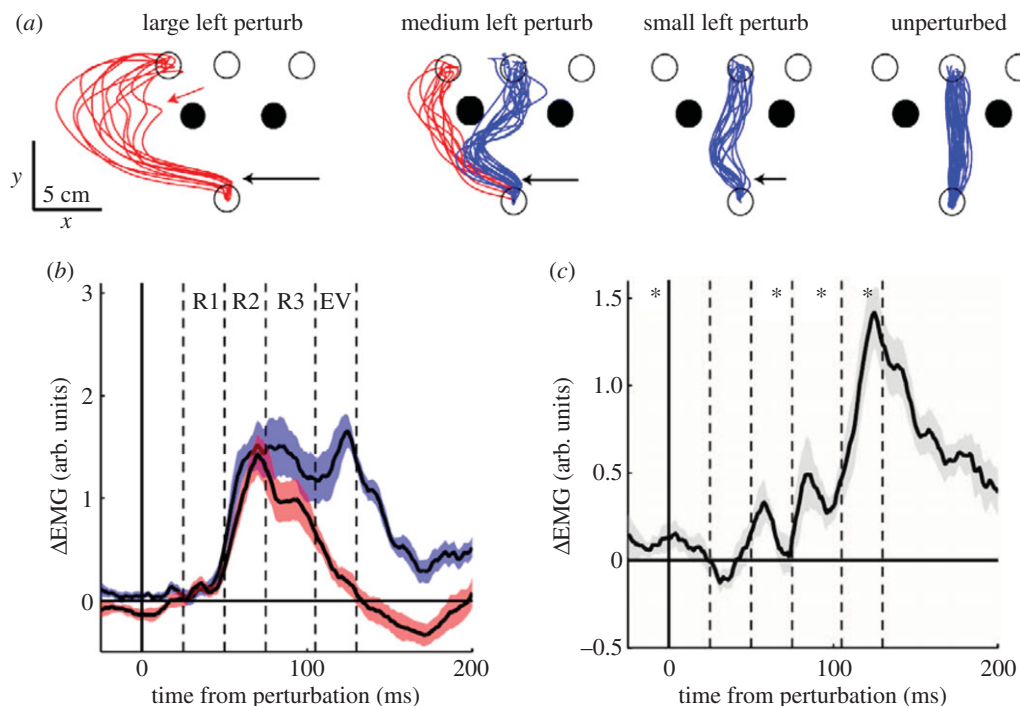 (a) large left perturb medium left perturb small left perturb unperturbed
y
5 cm
x
(b) (c)
3
R1 R2 R3 EV
2
1
0
ΔEMG (arb. units)
0 100 200
time from perturbation (ms)
* * * *
1.5
1.0
0.5
0
–0.5
ΔEMG (arb. units)
0 100 200
time from perturbation (ms)